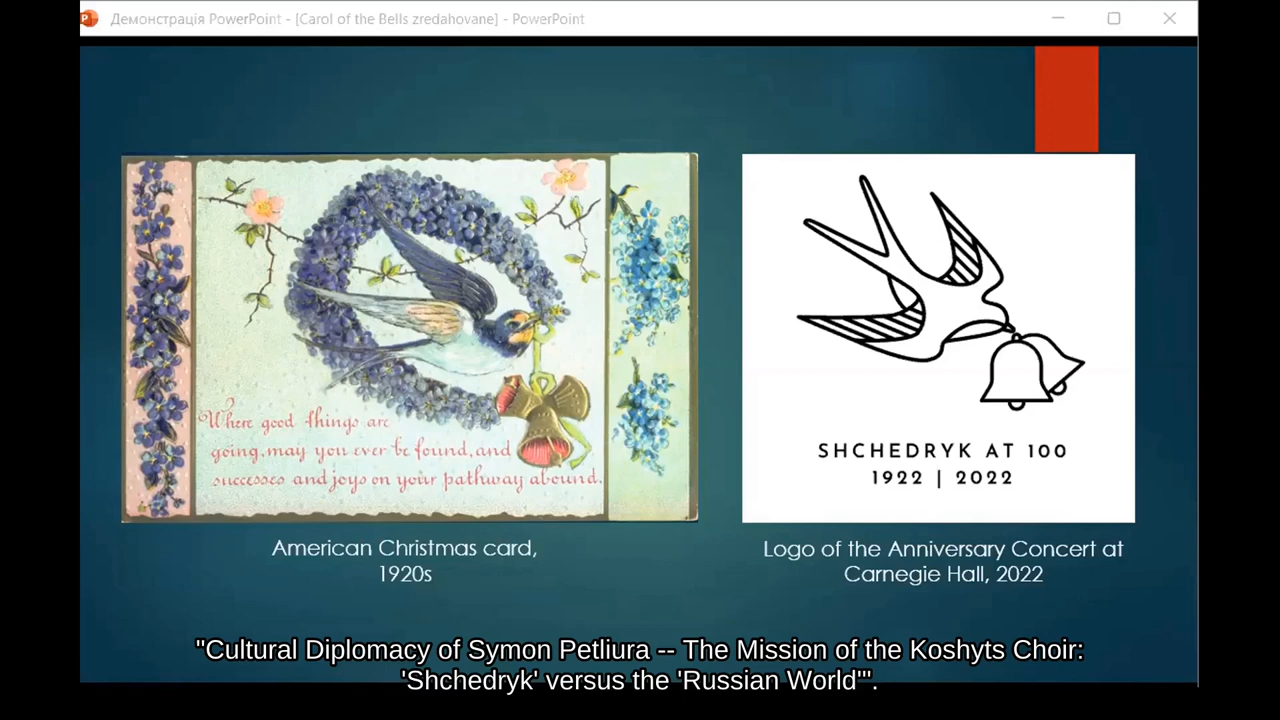 Демонстрація PowerPoint - [Carol of the Bells zredahovane] - PowerPoint
Where good things are
going, may you ever be found, and
successes and joys on your pathway abound.
SHCHEDRYK AT 100
1922 | 2022
American Christmas card,
1920s
Logo of the Anniversary Concert at
Carnegie Hall, 2022
"Cultural Diplomacy of Symon Petliura -- The Mission of the Koshyts Choir:
'Shchedryk' versus the 'Russian World'".